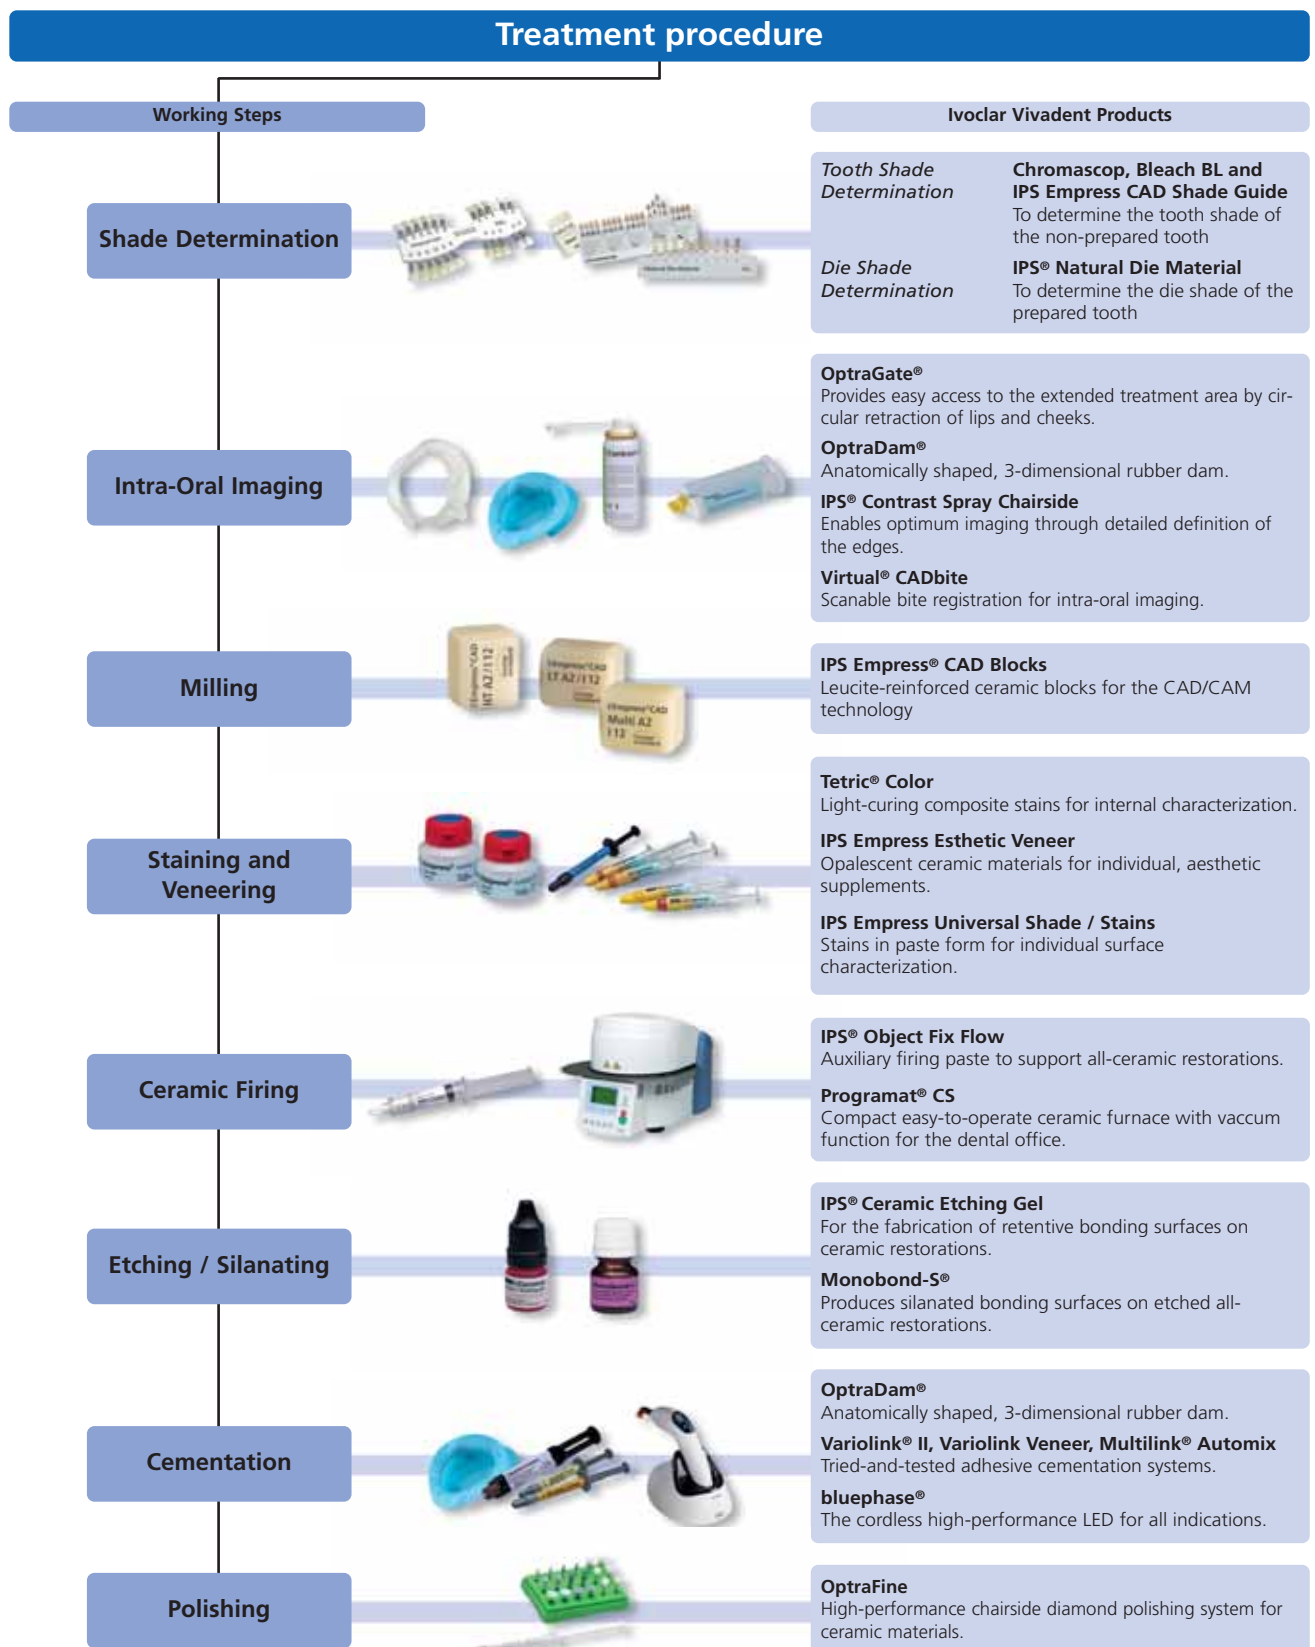 Treatment procedure
Working Steps
Ivoclar Vivadent Products
Shade Determination
Tooth Shade
Determination
Chromascop, Bleach BL and
IPS Empress CAD Shade Guide
To determine the tooth shade of
the non-prepared tooth
Die Shade
Determination
IPS® Natural Die Material
To determine the die shade of the
prepared tooth
Intra-Oral Imaging
OptraGate®
Provides easy access to the extended treatment area by cir-
cular retraction of lips and cheeks.
OptraDam®
Anatomically shaped, 3-dimensional rubber dam.
IPS® Contrast Spray Chairside
Enables optimum imaging through detailed definition of
the edges.
Virtual® CADbite
Scanable bite registration for intra-oral imaging.
Milling
HT A2 / I 12
LT A2 / I 12
Multi A2
I 12
IPS Empress® CAD Blocks
Leucite-reinforced ceramic blocks for the CAD/CAM
technology
Staining and
Veneering
Tetric® Color
Light-curing composite stains for internal characterization.
IPS Empress Esthetic Veneer
Opalescent ceramic materials for individual, aesthetic
supplements.
IPS Empress Universal Shade / Stains
Stains in paste form for individual surface
characterization.
Ceramic Firing
IPS® Object Fix Flow
Auxiliary firing paste to support all-ceramic restorations.
Programat® CS
Compact easy-to-operate ceramic furnace with vaccum
function for the dental office.
Etching / Silanating
IPS® Ceramic Etching Gel
For the fabrication of retentive bonding surfaces on
ceramic restorations.
Monobond-S®
Produces silanated bonding surfaces on etched all-
ceramic restorations.
Cementation
OptraDam®
Anatomically shaped, 3-dimensional rubber dam.
Variolink® II, Variolink Veneer, Multilink® Automix
Tried-and-tested adhesive cementation systems.
bluephase®
The cordless high-performance LED for all indications.
Polishing
OptraFine
High-performance chairside diamond polishing system for
ceramic materials.